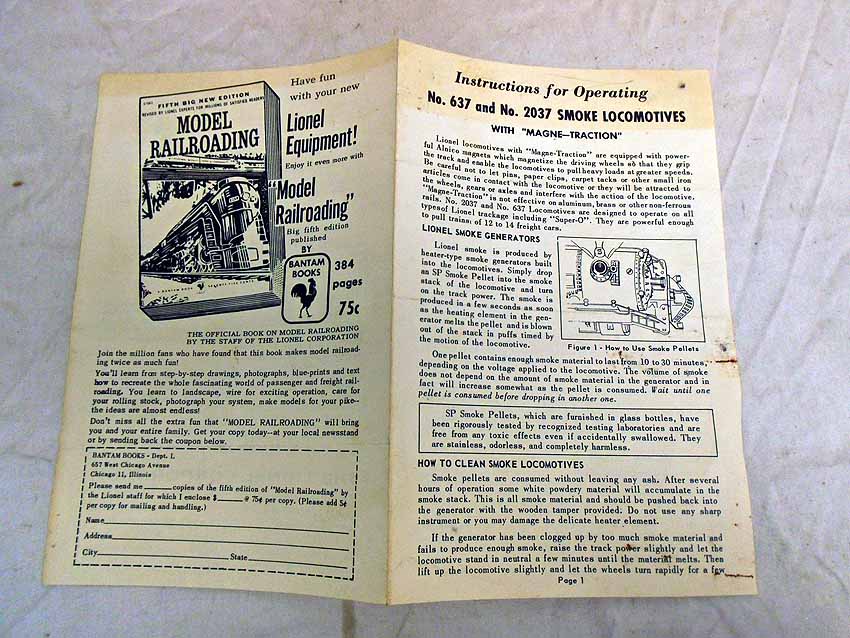 FIFTH BIG NEW EDITION
REVISED BY LIONEL EXPERTS FOR MILLIONS OF SATISFIED READERS
MODEL
RAILROADING
A BANTAM BOOK
Have fun
with your new
Lionel
Equipment!
Enjoy it even more with
"Model
Railroading"
Big fifth edition
published
BY
BANTAM
BOOKS
384
pages
75¢
THE OFFICIAL BOOK ON MODEL RAILROADING
BY THE STAFF OF THE LIONEL CORPORATION
Join the million fans who have found that this book makes model railroad-
ing twice as much fun!
You'll learn from step-by-step drawings, photographs, blue-prints and text
how to recreate the whole fascinating world of passenger and freight rail-
roading. You learn to landscape, wire for exciting operation, care for
your rolling stock, photograph your system, make models for your pike--
the ideas are almost endless!
Don't miss all the extra fun that "MODEL RAILROADING" will bring
you and your entire family. Get your copy today--at your local newsstand
or by sending back the coupon below.
BANTAM BOOKS - Dept. L
657 West Chicago Avenue
Chicago 11, Illinois
Please send me ______ copies of the fifth edition of "Model Railroading" by
the Lionel staff for which I enclose $_____ @ 75¢ per copy. (Please add 5¢
per copy for mailing and handling.)
Name
Address
City State
Instructions for Operating
No. 637 and No. 2037 SMOKE LOCOMOTIVES
WITH "MAGNE—TRACTION"
Lionel locomotives with "Magne-Traction" are equipped with power-
ful Alnico magnets which magnetize the driving wheels so that they grip
the track and enable the locomotives to pull heavy loads at greater speeds.
Be careful not to let pins, paper clips, carpet tacks or other small iron
articles come in contact with the locomotive or they will be attracted to
the wheels, gears or axles and interfere with the action of the locomotive.
"Magne-Traction" is not effective on aluminum, brass or other non-ferrous
rails. No. 2037 and No. 637 Locomotives are designed to operate on all
types of Lionel trackage including "Super-O". They are powerful enough
to pull trains of 12 to 14 freight cars.
LIONEL SMOKE GENERATORS
Lionel smoke is produced by
heater-type smoke generators built
into the locomotives. Simply drop
an SP Smoke Pellet into the smoke
stack of the locomotive and turn
on the track power. The smoke is
produced in a few seconds as soon
as the heating element in the gen-
erator melts the pellet and is blown
out of the stack in puffs timed by
the motion of the locomotive.
Figure 1 - How to Use Smoke Pellets
One pellet contains enough smoke material to last from 10 to 30 minutes,
depending on the voltage applied to the locomotive. The volume of smoke
does not depend on the amount of smoke material in the generator and in
fact will increase somewhat as the pellet is consumed. Wait until one
pellet is consumed before dropping in another one.
SP Smoke Pellets, which are furnished in glass bottles, have
been rigorously tested by recognized testing laboratories and are
free from any toxic effects even if accidentally swallowed. They
are stainless, odorless, and completely harmless.
HOW TO CLEAN SMOKE LOCOMOTIVES
Smoke pellets are consumed without leaving any ash. After several
hours of operation some white powdery material will accumulate in the
smoke stack. This is all smoke material and should be pushed back into
the generator with the wooden tamper provided. Do not use any sharp
instrument or you may damage the delicate heater element.
If the generator has been clogged up by too much smoke material and
fails to produce enough smoke, raise the track power slightly and let the
locomotive stand in neutral a few minutes until the material melts. Then
lift up the locomotive slightly and let the wheels turn rapidly for a few
Page 1